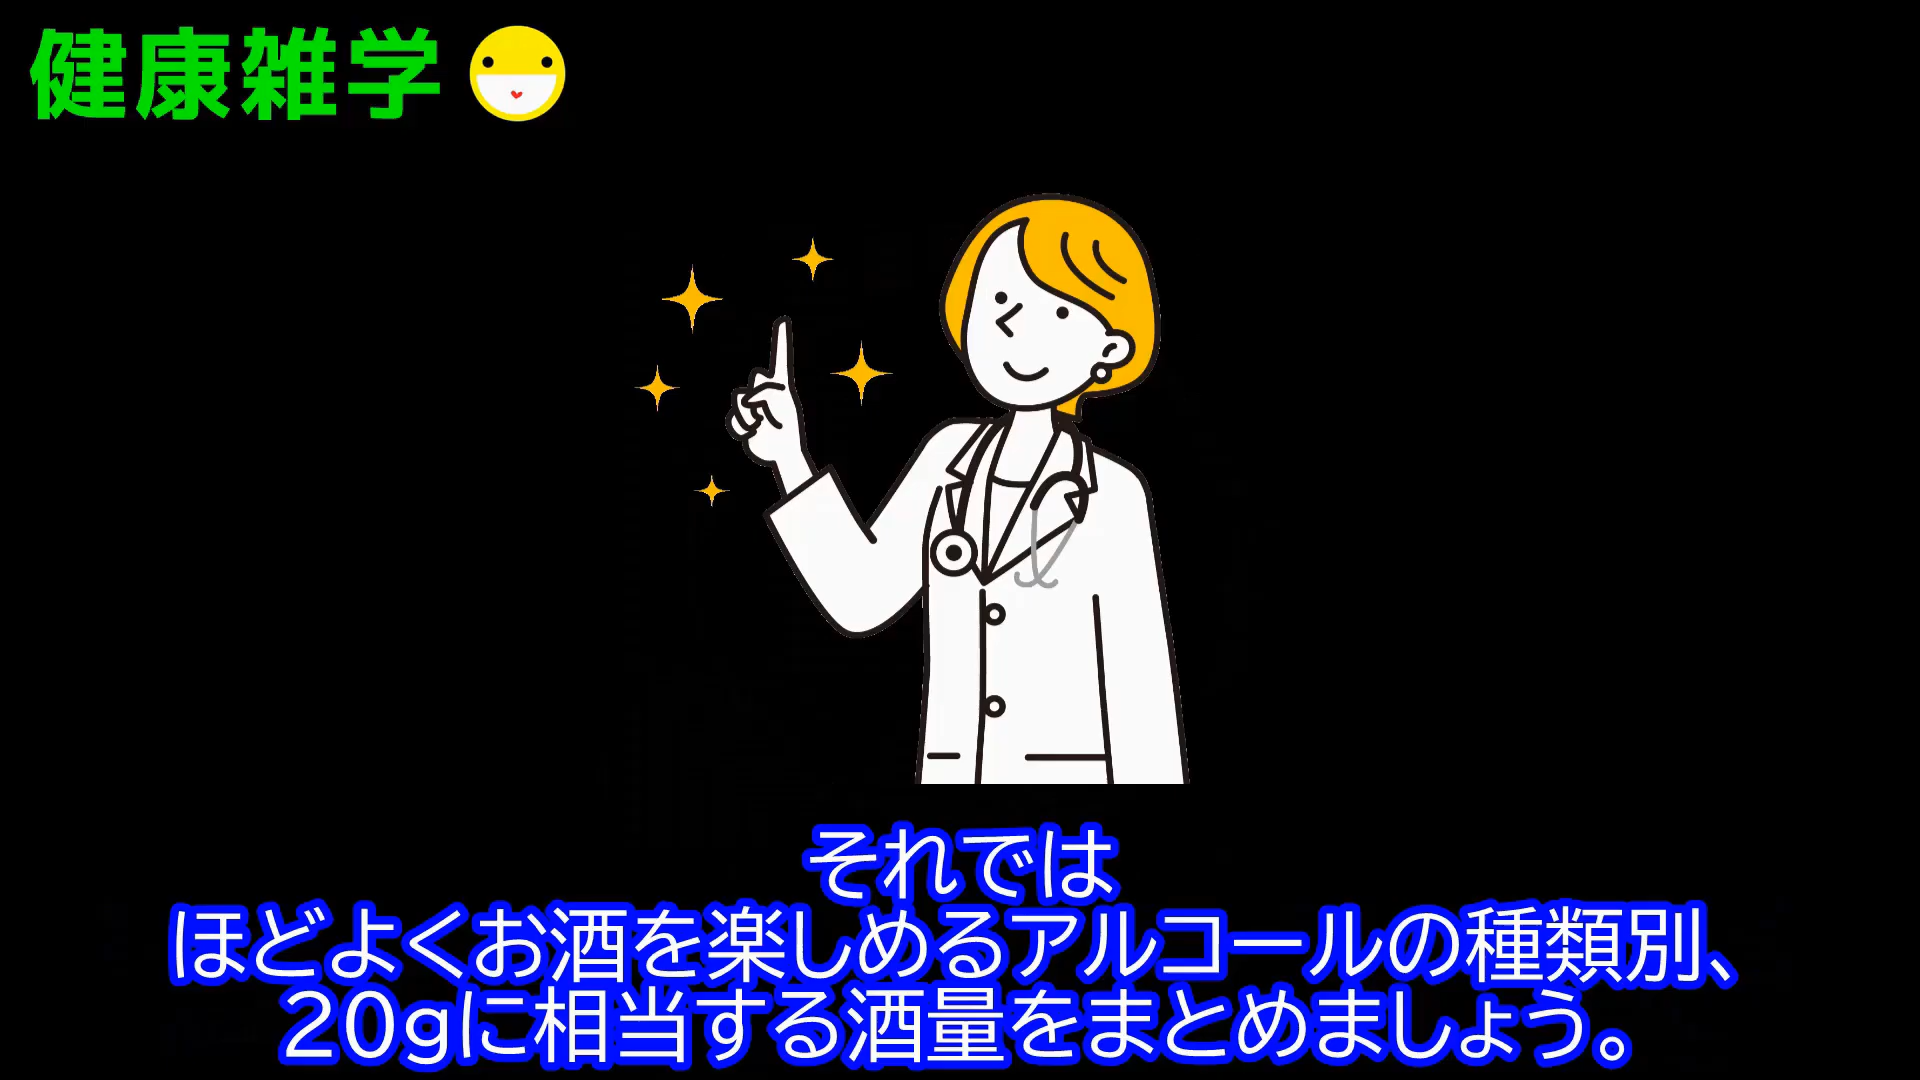 健康雑学
それでは
ほどよくお酒を楽しめるアルコールの種類別、
20gに相当する酒量をまとめましょう。